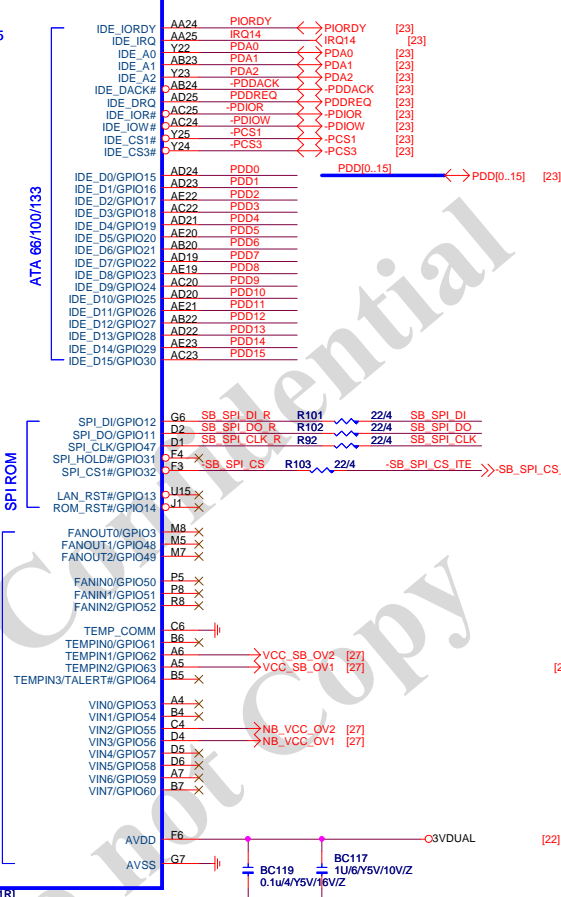 5
IDE_IORDY AA24 PIORDY PIORDY [23]
IDE_IRQ AA25 IRQ14 IRQ14 [23]
IDE_A0 Y22 PDA0 PDA0 [23]
IDE_A1 AB23 PDA1 PDA1 [23]
IDE_A2 Y23 PDA2 PDA2 [23]
IDE_DACK# AB24 -PDDACK -PDDACK [23]
IDE_DRQ AD25 PDDREQ PDDREQ [23]
IDE_IOR# AC25 -PDIOR -PDIOR [23]
IDE_IOW# AC24 -PDIOW -PDIOW [23]
IDE_CS1# Y25 -PCS1 -PCS1 [23]
IDE_CS3# Y24 -PCS3 -PCS3 [23]
ATA 66/100/133
IDE_D0/GPIO15 AD24 PDD0 PDD[0..15] PDD[0..15] [23]
IDE_D1/GPIO16 AD23 PDD1
IDE_D2/GPIO17 AE22 PDD2
IDE_D3/GPIO18 AC22 PDD3
IDE_D4/GPIO19 AD21 PDD4
IDE_D5/GPIO20 AE20 PDD5
IDE_D6/GPIO21 AB20 PDD6
IDE_D7/GPIO22 AD19 PDD7
IDE_D8/GPIO23 AE19 PDD8
IDE_D9/GPIO24 AC20 PDD9
IDE_D10/GPIO25 AD20 PDD10
IDE_D11/GPIO26 AE21 PDD11
IDE_D12/GPIO27 AB22 PDD12
IDE_D13/GPIO28 AD22 PDD13
IDE_D14/GPIO29 AE23 PDD14
IDE_D15/GPIO30 AC23 PDD15
SPI ROM
SPI_DI/GPIO12 G6 SB_SPI_DI_R R101 22/4 SB_SPI_DI
SPI_DO/GPIO11 D2 SB_SPI_DO_R R102 22/4 SB_SPI_DO
SPI_CLK/GPIO47 D1 SB_SPI_CLK_R R92 22/4 SB_SPI_CLK
SPI_HOLD#/GPIO31 F4
SPI_CS1#/GPIO32 F3 -SB_SPI_CS R103 22/4 -SB_SPI_CS_ITE -SB_SPI_CS_
LAN_RST#/GPIO13 U15
ROM_RST#/GPIO14 J1
FANOUT0/GPIO3 M8
FANOUT1/GPIO48 M5
FANOUT2/GPIO49 M7
FANIN0/GPIO50 P5
FANIN1/GPIO51 P8
FANIN2/GPIO52 R8
TEMP_COMM C6
TEMPIN0/GPIO61 B6
TEMPIN1/GPIO62 A6 VCC_SB_OV2 [27]
TEMPIN2/GPIO63 A5 VCC_SB_OV1 [27]
TEMPIN3/TALERT#/GPIO64 B5
VIN0/GPIO53 A4
VIN1/GPIO54 B4
VIN2/GPIO55 C4 NB_VCC_OV2 [27]
VIN3/GPIO56 D4 NB_VCC_OV1 [27]
VIN4/GPIO57 D5
VIN5/GPIO58 D6
VIN6/GPIO59 A7
VIN7/GPIO60 B7
AVDD F6 3VDUAL [22]
AVSS G7
BC119
0.1u/4/Y5V/16V/Z
BC117
1U/6/Y5V/10V/Z
1R]
Confidential
not Copy